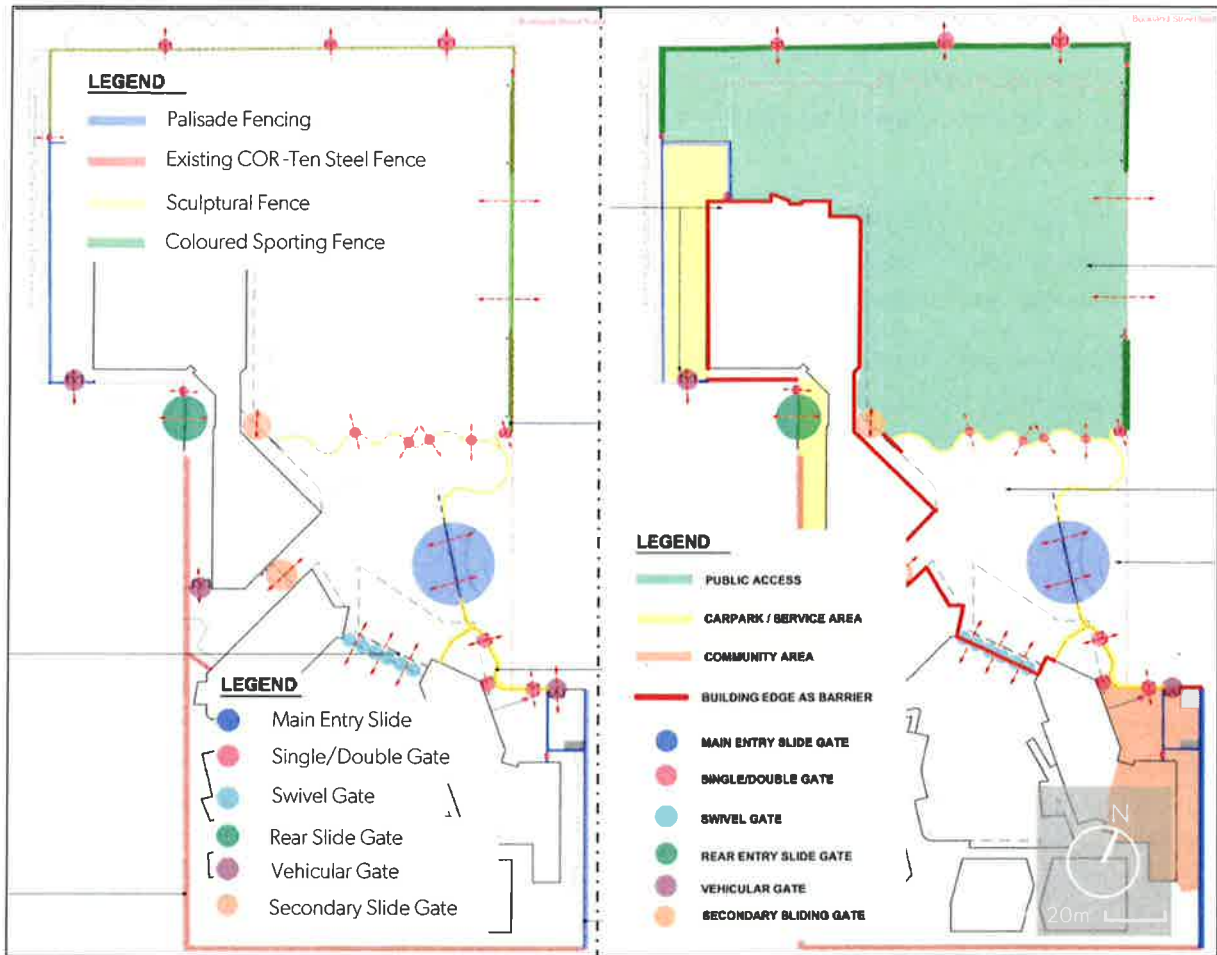 LEGEND
Palisade Fencing
Existing COR-Ten Steel Fence
Sculptural Fence
Coloured Sporting Fence
LEGEND
Main Entry Slide
Single/Double Gate
Swivel Gate
Rear Slide Gate
Vehicular Gate
Secondary Slide Gate
LEGEND
PUBLIC ACCESS
CARPARK / SERVICE AREA
COMMUNITY AREA
BUILDING EDGE AS BARRIER
MAIN ENTRY SLIDE GATE
SINGLE/DOUBLE GATE
SWIVEL GATE
REAR ENTRY SLIDE GATE
VEHICULAR GATE
SECONDARY SLIDING GATE
N
20m